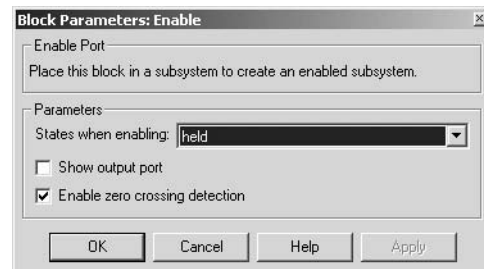 Block Parameters: Enable
Enable Port
Place this block in a subsystem to create an enabled subsystem.
Parameters
States when enabling: held
Show output port
Enable zero crossing detection
OK Cancel Help Apply